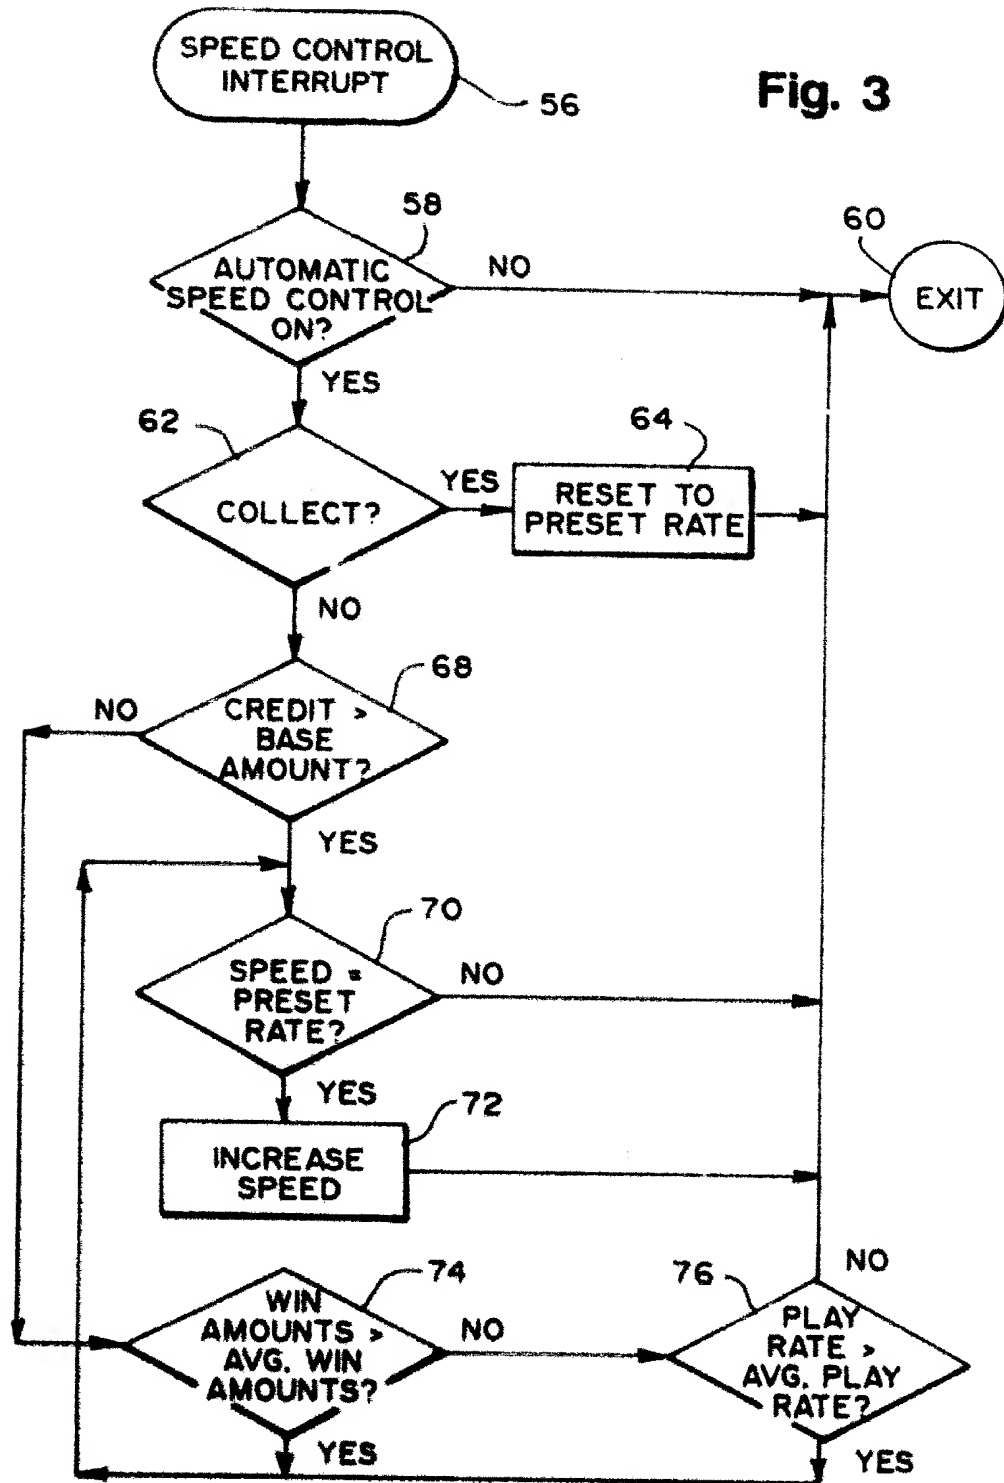 SPEED CONTROL
INTERRUPT
56
Fig. 3
58
AUTOMATIC
SPEED CONTROL
ON?
NO
60
EXIT
YES
62
COLLECT?
YES
64
RESET TO
PRESET RATE
NO
68
CREDIT >
BASE
AMOUNT?
NO
YES
70
SPEED =
PRESET
RATE?
NO
YES
72
INCREASE
SPEED
74
WIN
AMOUNTS >
AVG. WIN
AMOUNTS?
NO
YES
76
PLAY
RATE >
AVG. PLAY
RATE?
NO
YES